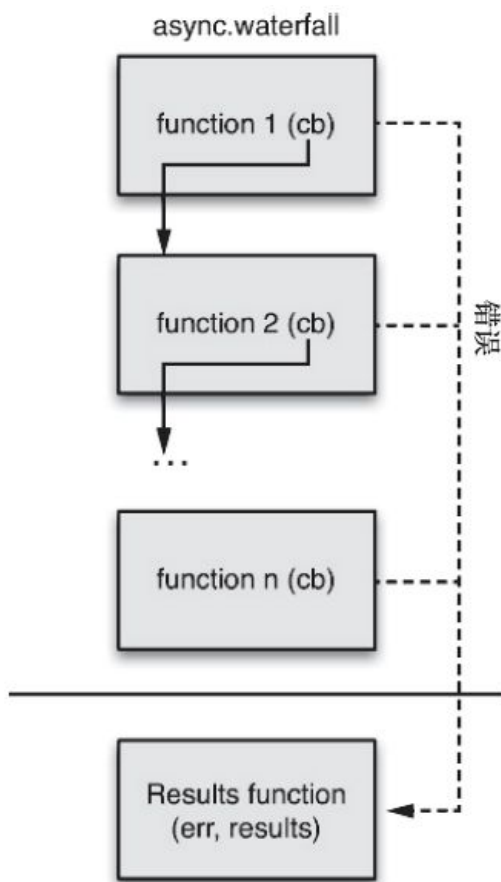 async.waterfall
function 1 (cb)
function 2 (cb)
错误
...
function n (cb)
Results function
(err, results)